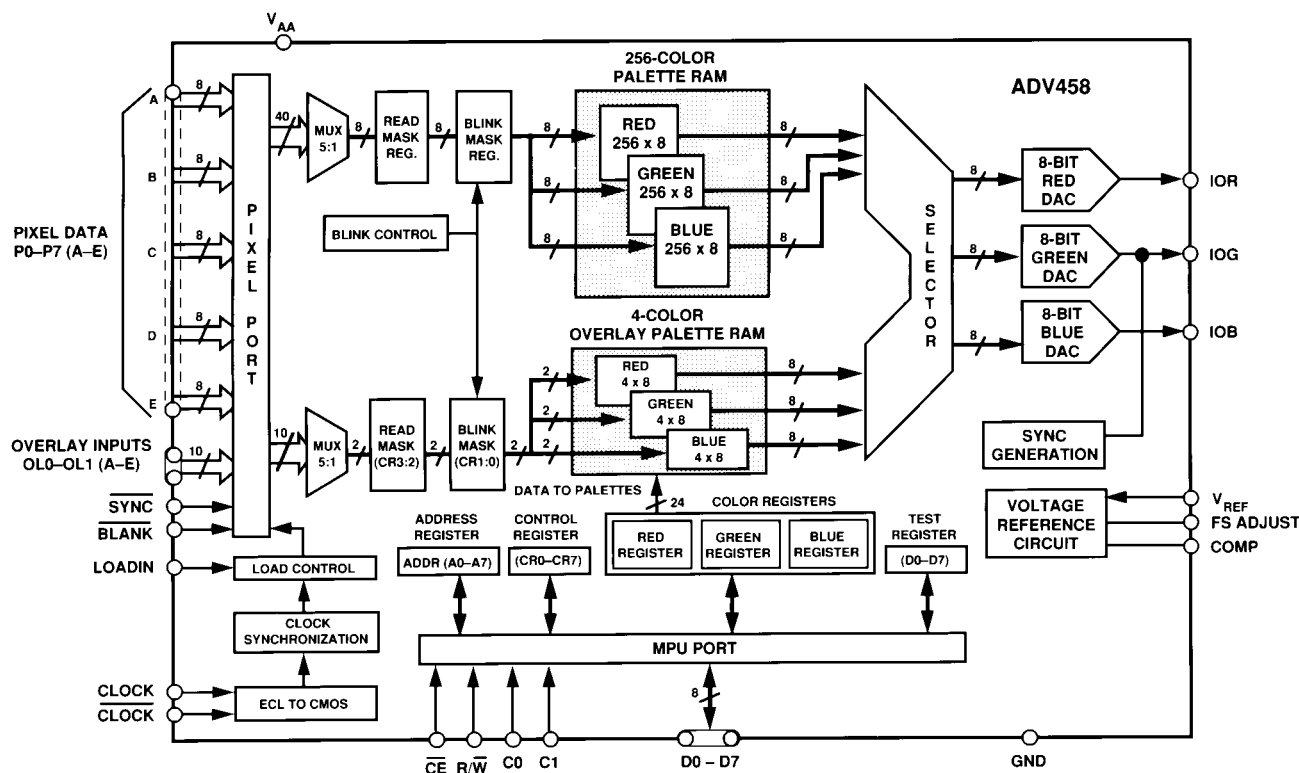 V AA
256-COLOR
PALETTE RAM
ADV458
PIXEL DATA
P0–P7 (A–E)
A
8
B
8
C
8
D
8
E
8
PIXEL PORT
40
MUX
5:1
8
READ
MASK
REG.
8
BLINK
MASK
REG.
8
8
8
RED
256 x 8
GREEN
256 x 8
BLUE
256 x 8
8
8
8
BLINK CONTROL
SELECTOR
8
8-BIT
RED
DAC
IOR
8
8-BIT
GREEN
DAC
IOG
8
8-BIT
BLUE
DAC
IOB
4-COLOR
OVERLAY PALETTE RAM
OVERLAY INPUTS
OL0–OL1 (A–E)
10
10
MUX
5:1
2
READ
MASK
(CR3:2)
2
BLINK
MASK
(CR1:0)
2
2
2
2
RED
4 x 8
GREEN
4 x 8
BLUE
4 x 8
8
8
8
SYNC
GENERATION
SYNC
BLANK
LOADIN
LOAD CONTROL
CLOCK
SYNCHRONIZATION
CLOCK
CLOCK
ECL TO CMOS
DATA TO PALETTES
24
ADDRESS
REGISTER
ADDR (A0–A7)
CONTROL
REGISTER
(CR0–CR7)
COLOR REGISTERS
RED
REGISTER
GREEN
REGISTER
BLUE
REGISTER
TEST
REGISTER
(D0–D7)
VOLTAGE
REFERENCE
CIRCUIT
V REF
FS ADJUST
COMP
MPU PORT
8
CE
R/W
C0
C1
D0 – D7
GND